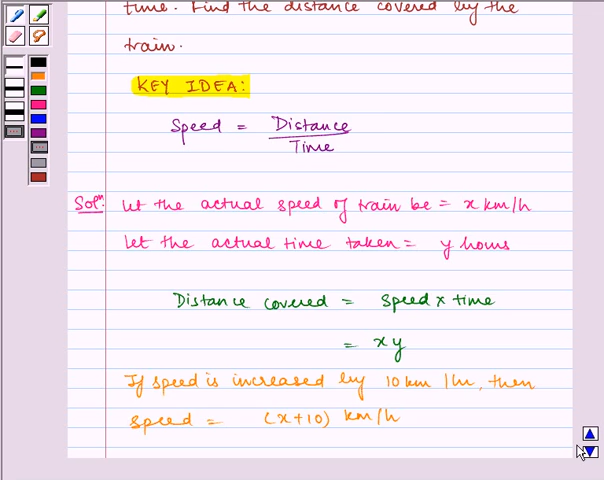 time. Find the distance covered by the
train.
KEY IDEA:
Speed = Distance
Time
Solⁿ Let the actual speed of train be = x km/h
Let the actual time taken = y hours
Distance covered = Speed x time
= xy
If speed is increased by 10 km /hr, then
speed = (x+10) km/h